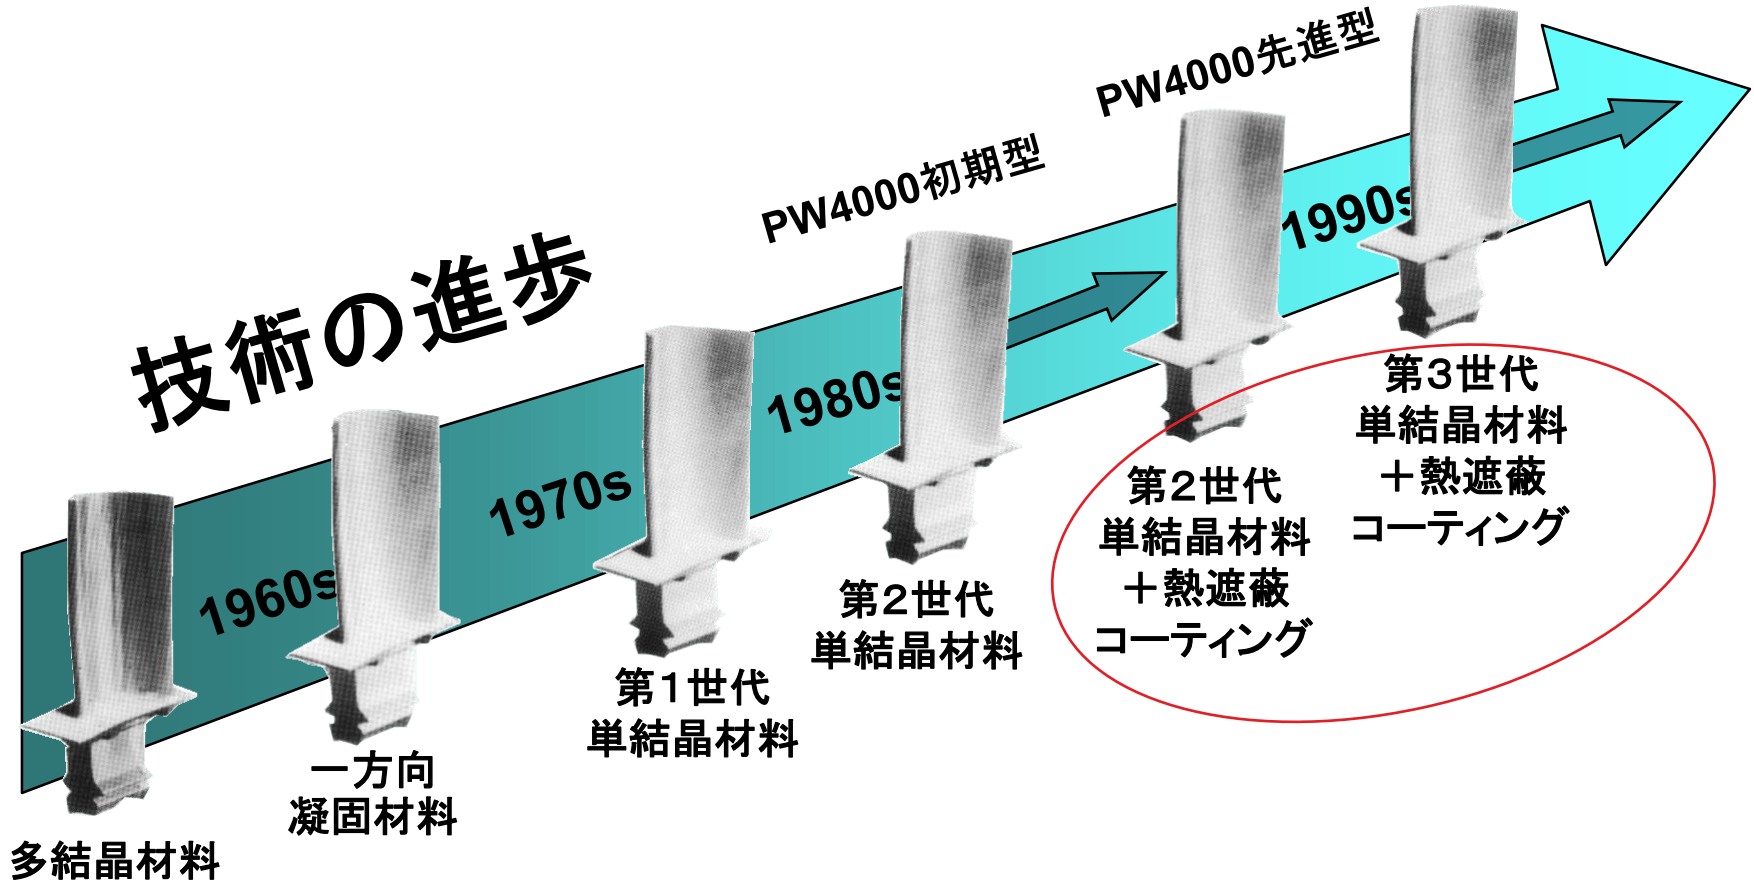 技術の進歩
PW4000初期型
PW4000先進型
1960s
1970s
1980s
1990s
多結晶材料
一方向
凝固材料
第1世代
単結晶材料
第2世代
単結晶材料
第2世代
単結晶材料
＋熱遮蔽
コーティング
第3世代
単結晶材料
＋熱遮蔽
コーティング